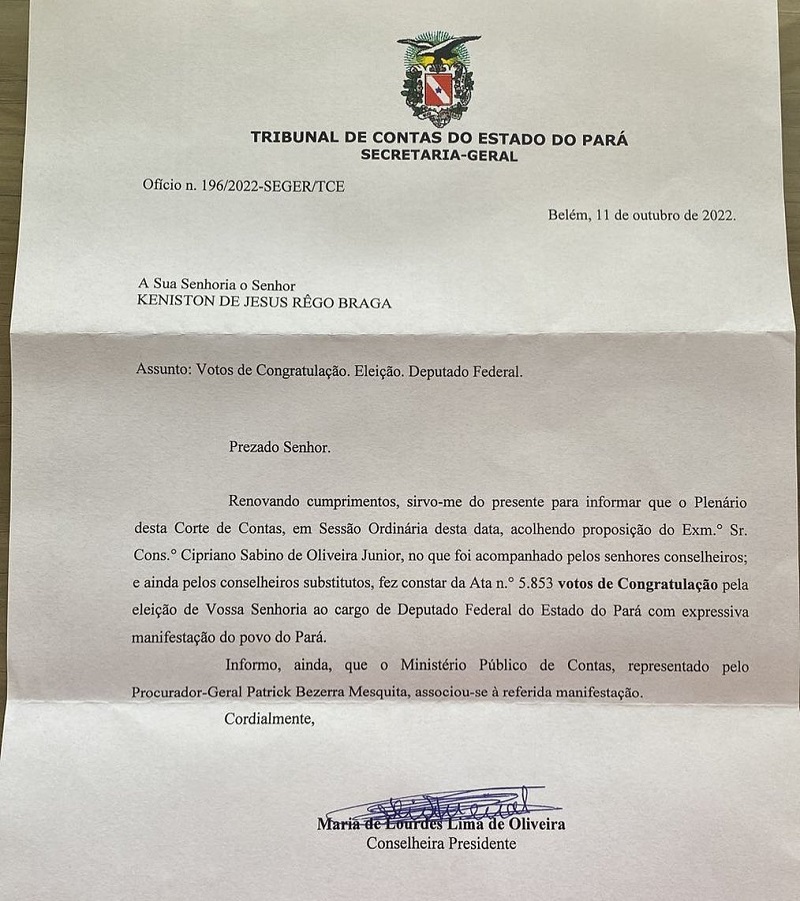 TRIBUNAL DE CONTAS DO ESTADO DO PARÁ
SECRETARIA-GERAL
Ofício n. 196/2022-SEGER/TCE
Belém, 11 de outubro de 2022.
A Sua Senhoria o Senhor
KENISTON DE JESUS RÊGO BRAGA
Assunto: Votos de Congratulação. Eleição. Deputado Federal.
Prezado Senhor.
Renovando cumprimentos, sirvo-me do presente para informar que o Plenário
desta Corte de Contas, em Sessão Ordinária desta data, acolhendo proposição do Exm.° Sr.
Cons.° Cipriano Sabino de Oliveira Junior, no que foi acompanhado pelos senhores conselheiros;
e ainda pelos conselheiros substitutos, fez constar da Ata n.° 5.853 votos de Congratulação pela
eleição de Vossa Senhoria ao cargo de Deputado Federal do Estado do Pará com expressiva
manifestação do povo do Pará.
Informo, ainda, que o Ministério Público de Contas, representado pelo
Procurador-Geral Patrick Bezerra Mesquita, associou-se à referida manifestação.
Cordialmente,
Maria de Lourdes Lima de Oliveira
Conselheira Presidente